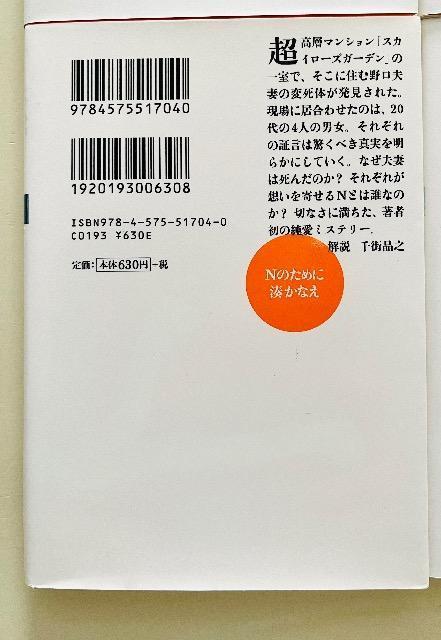 9784575517040
1920193006308
ISBN978-4-575-51704-0
C0193 ¥630E
定価：本体630円＋税
超高層マンション「スカ
イローズガーデン」の
一室で、そこに住む野口夫
妻の変死体が発見された。
現場に居合わせたのは、20
代の4人の男女。それぞれ
の証言は驚くべき真実を明
らかにしていく。なぜ夫妻
は死んだのか？それぞれが
想いを寄せるNとは誰なの
か？切なさに満ちた、著者
初の純愛ミステリー。
解説 千街晶之
Nのために
湊かなえ